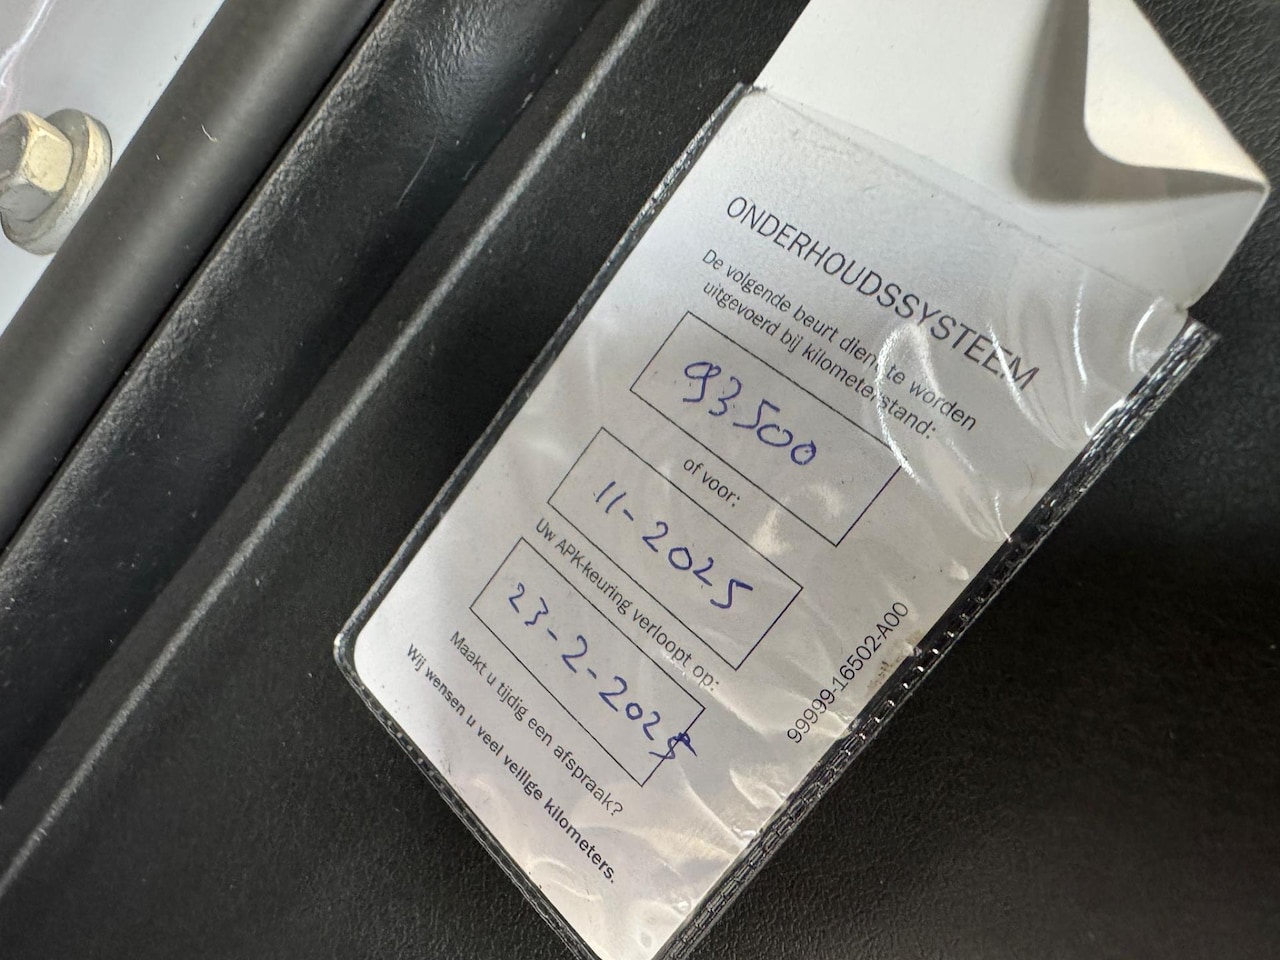 ONDERHOUDSSYSTEEM
De volgende beurt dient te worden
uitgevoerd bij kilometerstand:
93500
of voor:
11-2025
Uw APK-keuring verloopt op:
23-2-2025
Maakt u tijdig een afspraak?
Wij wensen u veel veilige kilometers.
99999-16502-A00